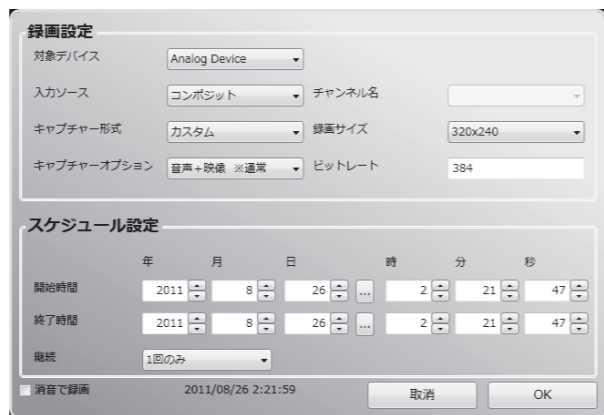 録画設定
対象デバイス Analog Device
入力ソース コンポジット チャンネル名
キャプチャー形式 カスタム 録画サイズ 320x240
キャプチャーオプション 音声+映像 ※通常 ビットレート 384
スケジュール設定
年 月 日 時 分 秒
開始時間 2011 8 26 ... 2 21 47
終了時間 2011 8 26 ... 2 21 47
継続 1回のみ
消音で録画 2011/08/26 2:21:59 取消 OK